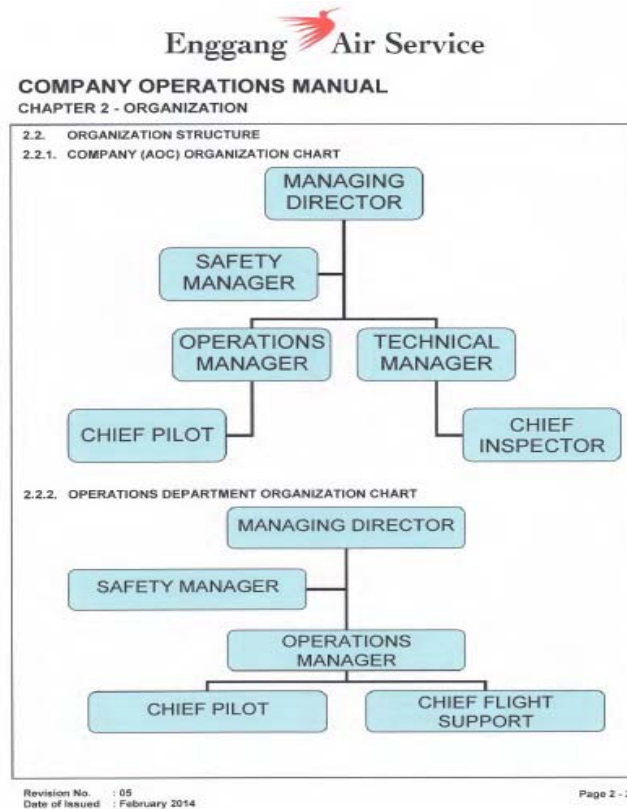 Enggang Air Service
COMPANY OPERATIONS MANUAL
CHAPTER 2 - ORGANIZATION
2.2. ORGANIZATION STRUCTURE
2.2.1. COMPANY (AOC) ORGANIZATION CHART
MANAGING
DIRECTOR
SAFETY
MANAGER
OPERATIONS
MANAGER
TECHNICAL
MANAGER
CHIEF PILOT
CHIEF
INSPECTOR
2.2.2. OPERATIONS DEPARTMENT ORGANIZATION CHART
MANAGING DIRECTOR
SAFETY MANAGER
OPERATIONS
MANAGER
CHIEF PILOT
CHIEF FLIGHT
SUPPORT
Revision No. : 05
Date of Issued : February 2014
Page 2 -